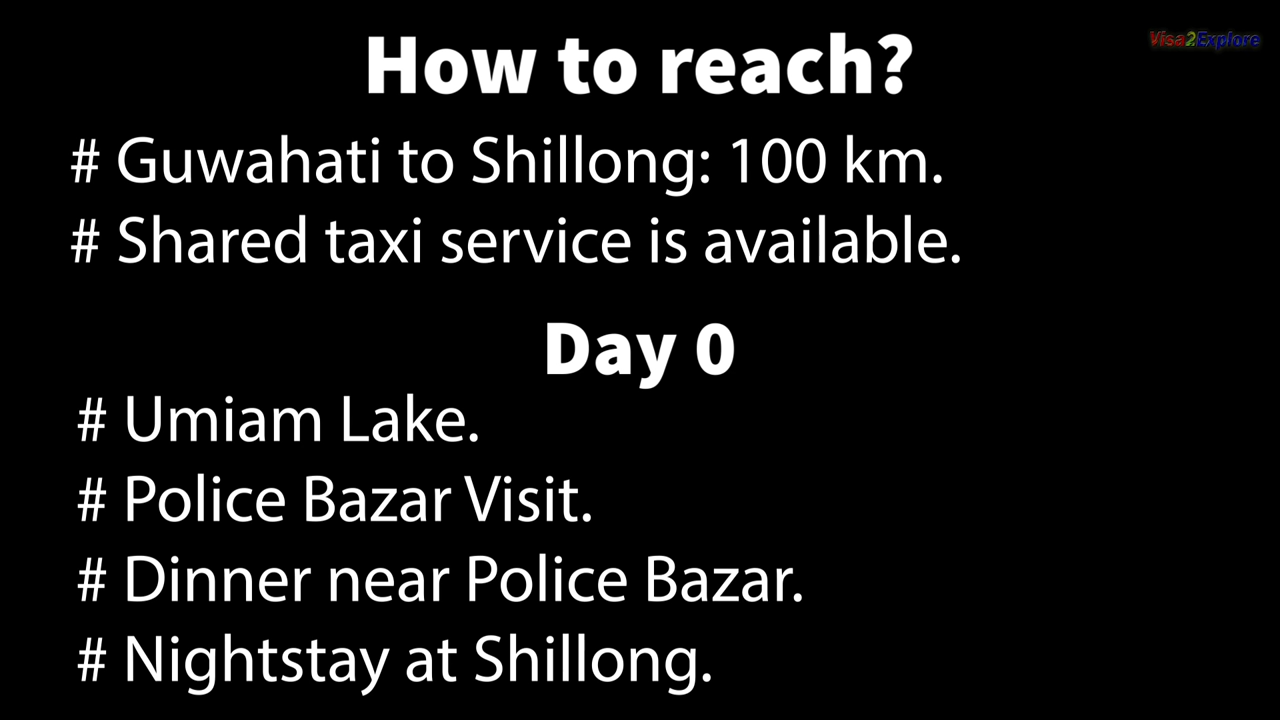 How to reach?
Visa2Explore
# Guwahati to Shillong: 100 km.
# Shared taxi service is available.
Day 0
# Umiam Lake.
# Police Bazar Visit.
# Dinner near Police Bazar.
# Nightstay at Shillong.